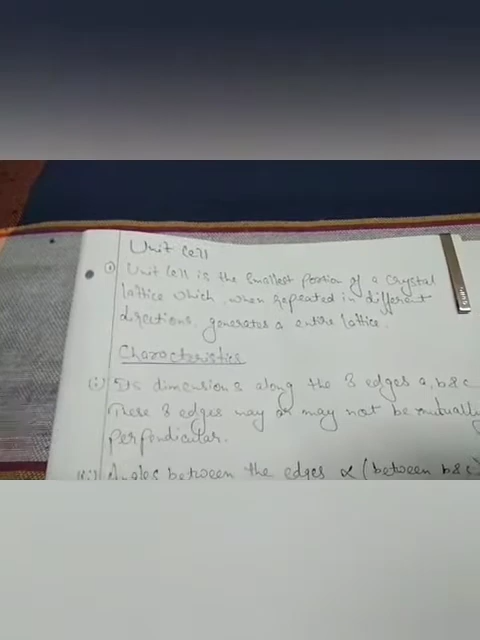 Unit Cell
(i) Unit Cell is the Smallest Portion of a Crystal
lattice which, when repeated in different
directions, generates a entire lattice.
Characteristics
(i) Its dimensions along the 3 edges a, b & c
These 3 edges may or may not be mutually
perpendicular.
(ii) Angles between the edges α (between b & c)